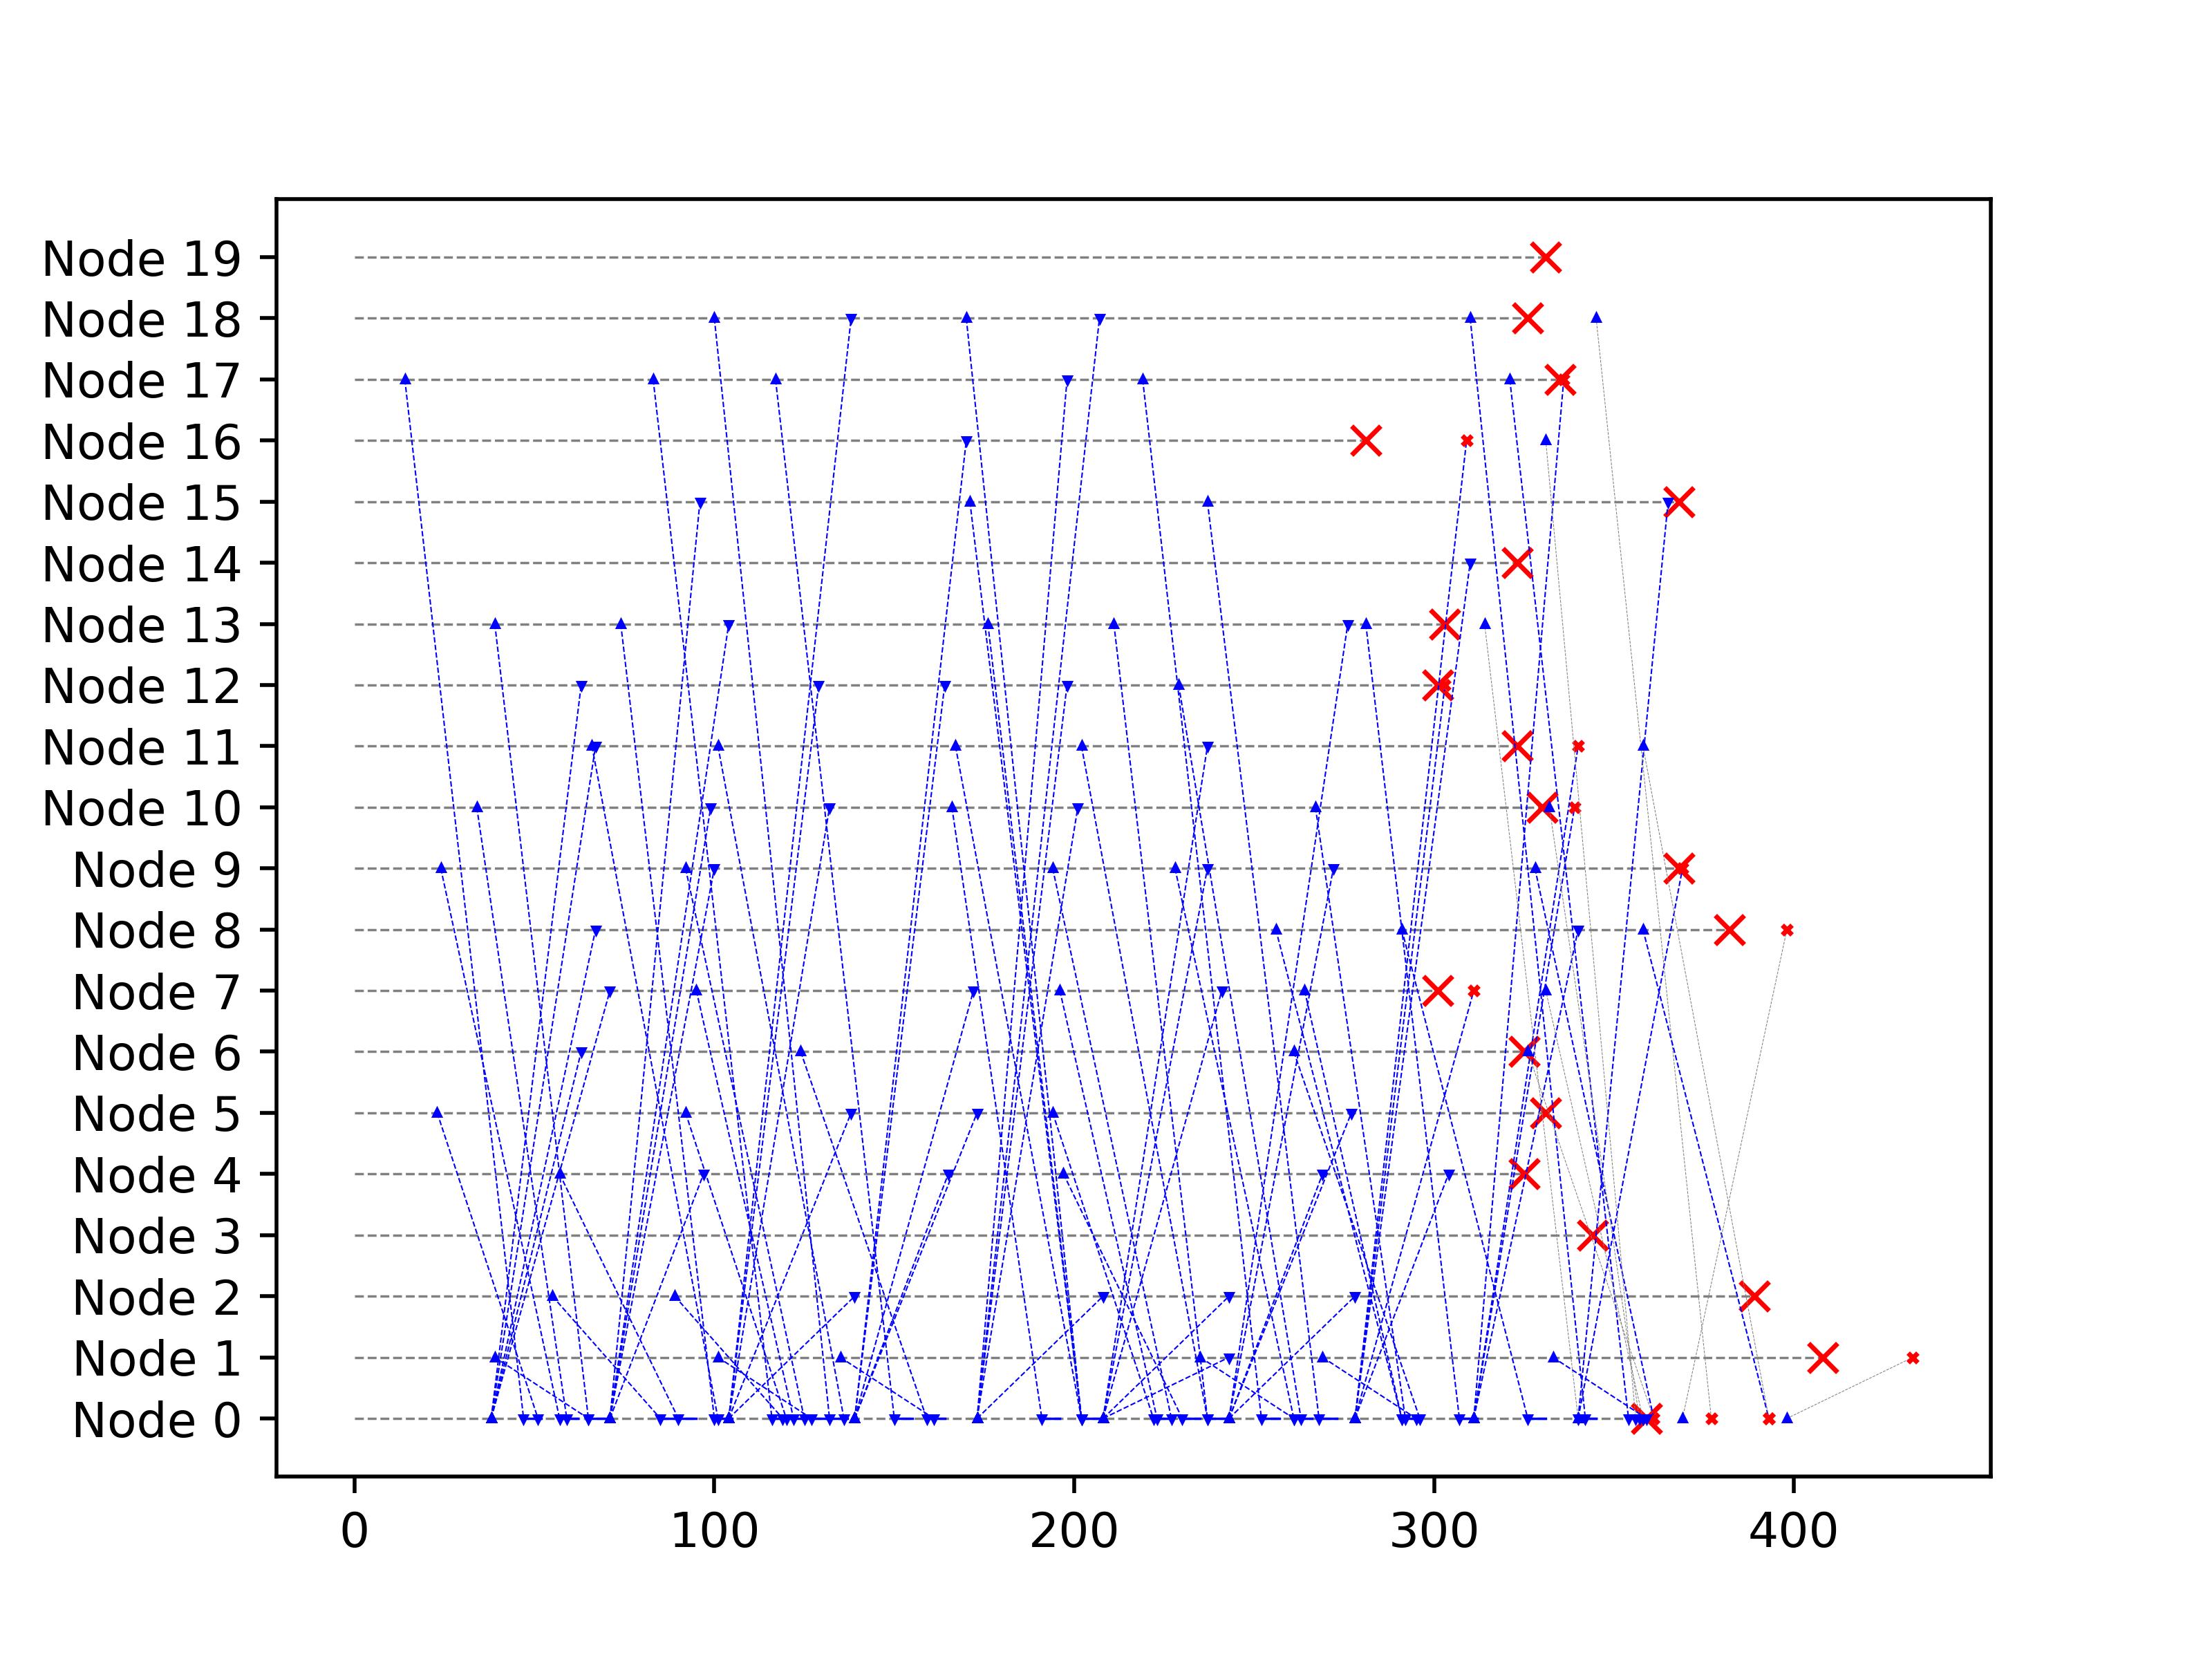 Node 19
Node 18
Node 17
Node 16
Node 15
Node 14
Node 13
Node 12
Node 11
Node 10
Node 9
Node 8
Node 7
Node 6
Node 5
Node 4
Node 3
Node 2
Node 1
Node 0
0 100 200 300 400